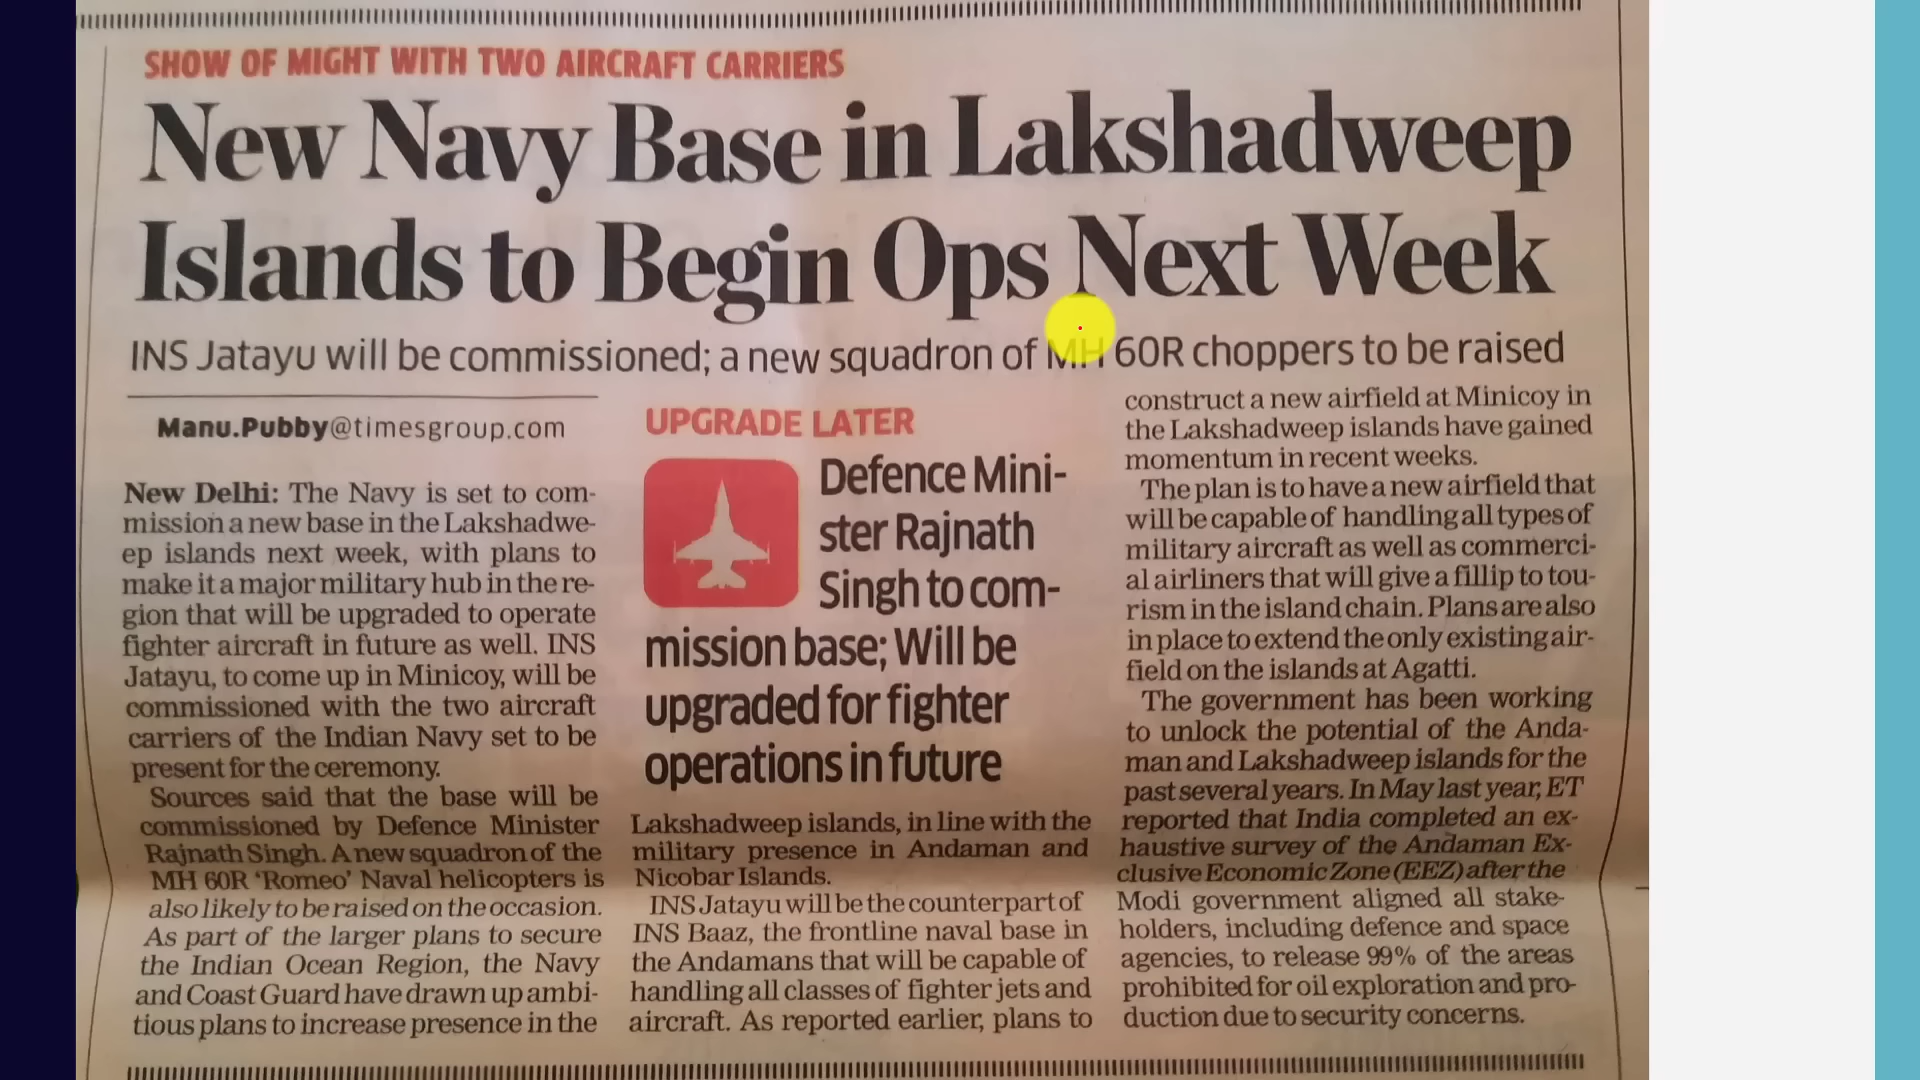 SHOW OF MIGHT WITH TWO AIRCRAFT CARRIERS
New Navy Base in Lakshadweep
Islands to Begin Ops Next Week
INS Jatayu will be commissioned; a new squadron of MH 60R choppers to be raised
Manu.Pubby@timesgroup.com
New Delhi: The Navy is set to com-
mission a new base in the Lakshadwe-
ep islands next week, with plans to
make it a major military hub in the re-
gion that will be upgraded to operate
fighter aircraft in future as well. INS
Jatayu, to come up in Minicoy, will be
commissioned with the two aircraft
carriers of the Indian Navy set to be
present for the ceremony.
Sources said that the base will be
commissioned by Defence Minister
Rajnath Singh. A new squadron of the
MH 60R ‘Romeo’ Naval helicopters is
also likely to be raised on the occasion.
As part of the larger plans to secure
the Indian Ocean Region, the Navy
and Coast Guard have drawn up ambi-
tious plans to increase presence in the
UPGRADE LATER
Defence Mini-
ster Rajnath
Singh to com-
mission base; Will be
upgraded for fighter
operations in future
Lakshadweep islands, in line with the
military presence in Andaman and
Nicobar Islands.
INS Jatayu will be the counterpart of
INS Baaz, the frontline naval base in
the Andamans that will be capable of
handling all classes of fighter jets and
aircraft. As reported earlier, plans to
construct a new airfield at Minicoy in
the Lakshadweep islands have gained
momentum in recent weeks.
The plan is to have a new airfield that
will be capable of handling all types of
military aircraft as well as commerci-
al airliners that will give a fillip to tou-
rism in the island chain. Plans are also
in place to extend the only existing air-
field on the islands at Agatti.
The government has been working
to unlock the potential of the Anda-
man and Lakshadweep islands for the
past several years. In May last year, ET
reported that India completed an ex-
haustive survey of the Andaman Ex-
clusive Economic Zone (EEZ) after the
Modi government aligned all stake-
holders, including defence and space
agencies, to release 99% of the areas
prohibited for oil exploration and pro-
duction due to security concerns.